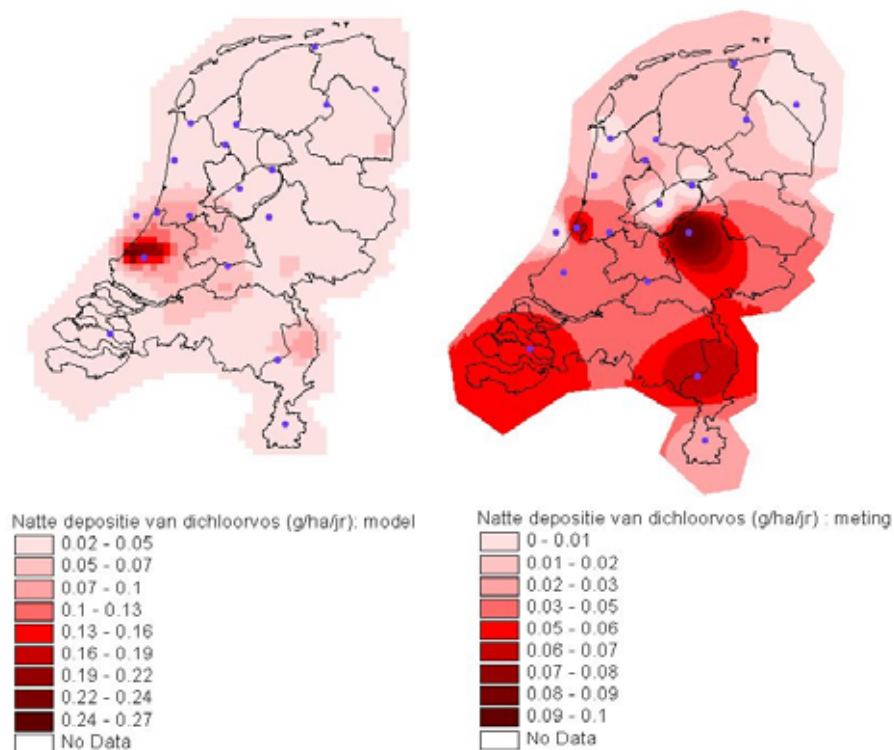 Natte depositie van dichloorvos (g/ha/jr): model
0.02 - 0.05
0.05 - 0.07
0.07 - 0.1
0.1 - 0.13
0.13 - 0.16
0.16 - 0.19
0.19 - 0.22
0.22 - 0.24
0.24 - 0.27
No Data
Natte depositie van dichloorvos (g/ha/jr) : meting
0 - 0.01
0.01 - 0.02
0.02 - 0.03
0.03 - 0.05
0.05 - 0.06
0.06 - 0.07
0.07 - 0.08
0.08 - 0.09
0.09 - 0.1
No Data